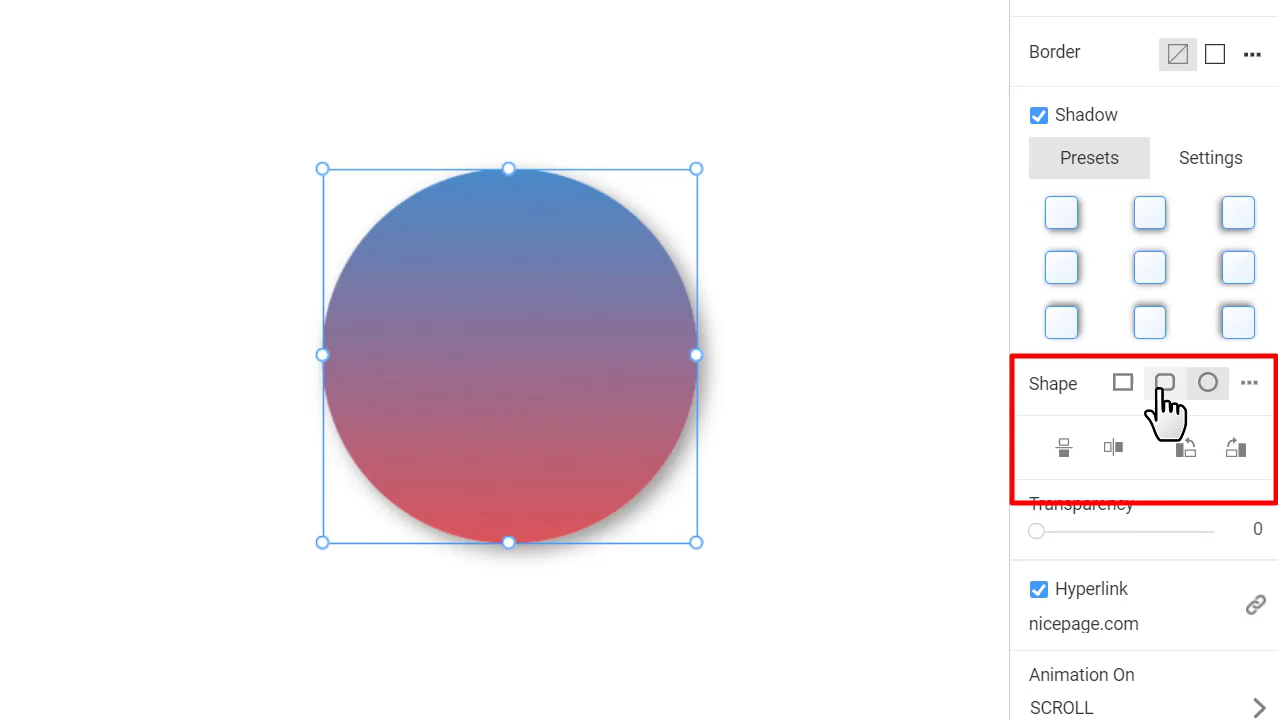 Border
Shadow
Presets Settings
Shape
Transparency
0
Hyperlink
nicepage.com
Animation On
SCROLL